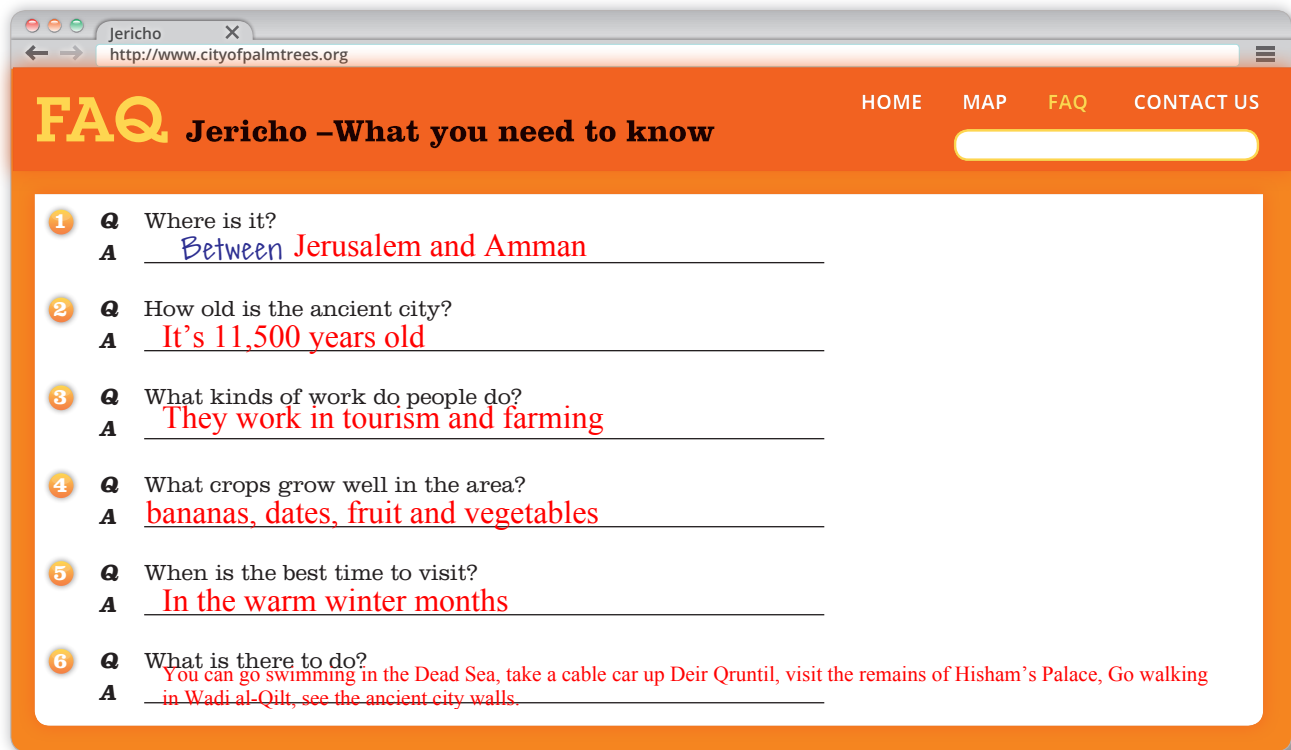 Jericho
http://www.cityofpalmtrees.org
HOME MAP FAQ CONTACT US
FAQ Jericho –What you need to know
1 Q Where is it?
A Between Jerusalem and Amman
2 Q How old is the ancient city?
A It’s 11,500 years old
3 Q What kinds of work do people do?
A They work in tourism and farming
4 Q What crops grow well in the area?
A bananas, dates, fruit and vegetables
5 Q When is the best time to visit?
A In the warm winter months
6 Q What is there to do?
A You can go swimming in the Dead Sea, take a cable car up Deir Qruntil, visit the remains of Hisham’s Palace, Go walking
in Wadi al-Qilt, see the ancient city walls.